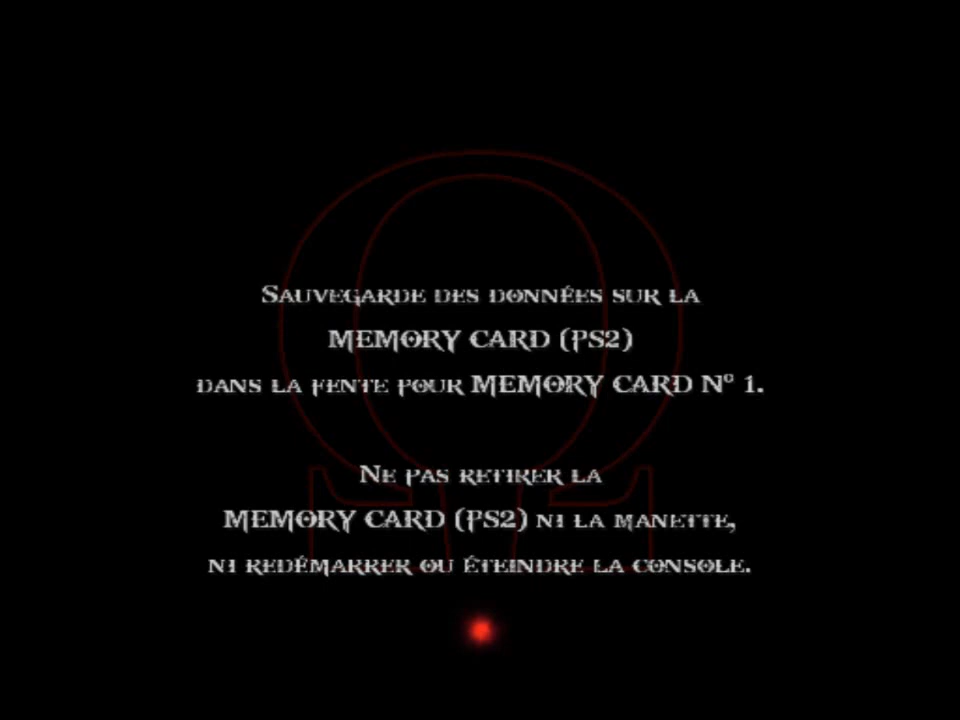 Sauvegarde des données sur la
MEMORY CARD (PS2)
dans la fente pour MEMORY CARD Nº 1.
Ne pas retirer la
MEMORY CARD (PS2) ni la manette,
ni redémarrer ou éteindre la console.